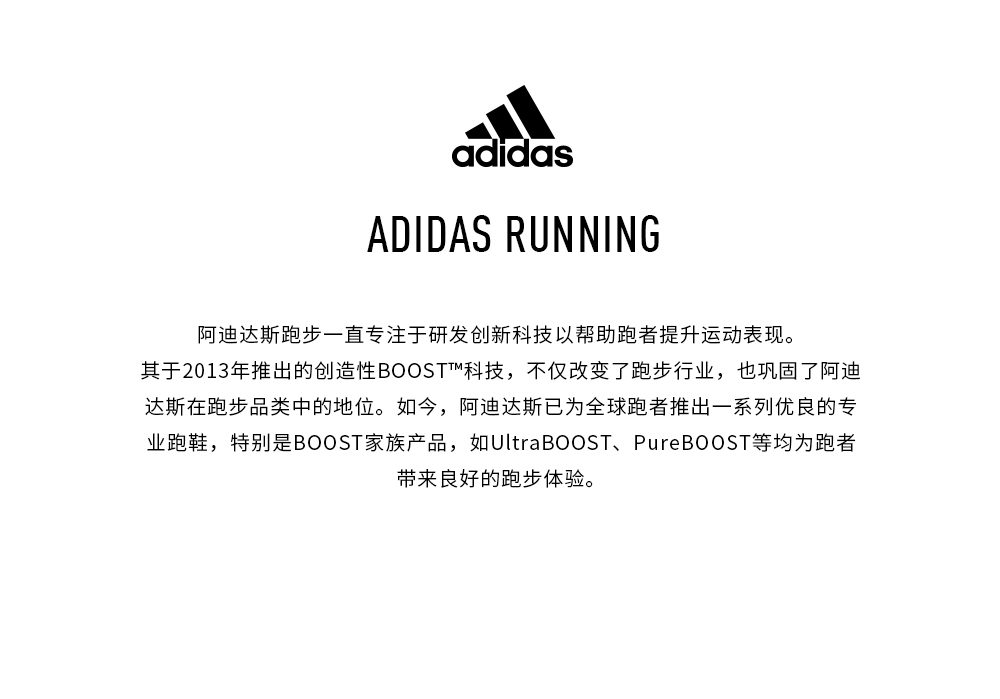 adidas
ADIDAS RUNNING
阿迪达斯跑步一直专注于研发创新科技以帮助跑者提升运动表现。
其于2013年推出的创造性BOOST™科技，不仅改变了跑步行业，也巩固了阿迪
达斯在跑步品类中的地位。如今，阿迪达斯已为全球跑者推出一系列优良的专
业跑鞋，特别是BOOST家族产品，如UltraBOOST、PureBOOST等均为跑者
带来良好的跑步体验。